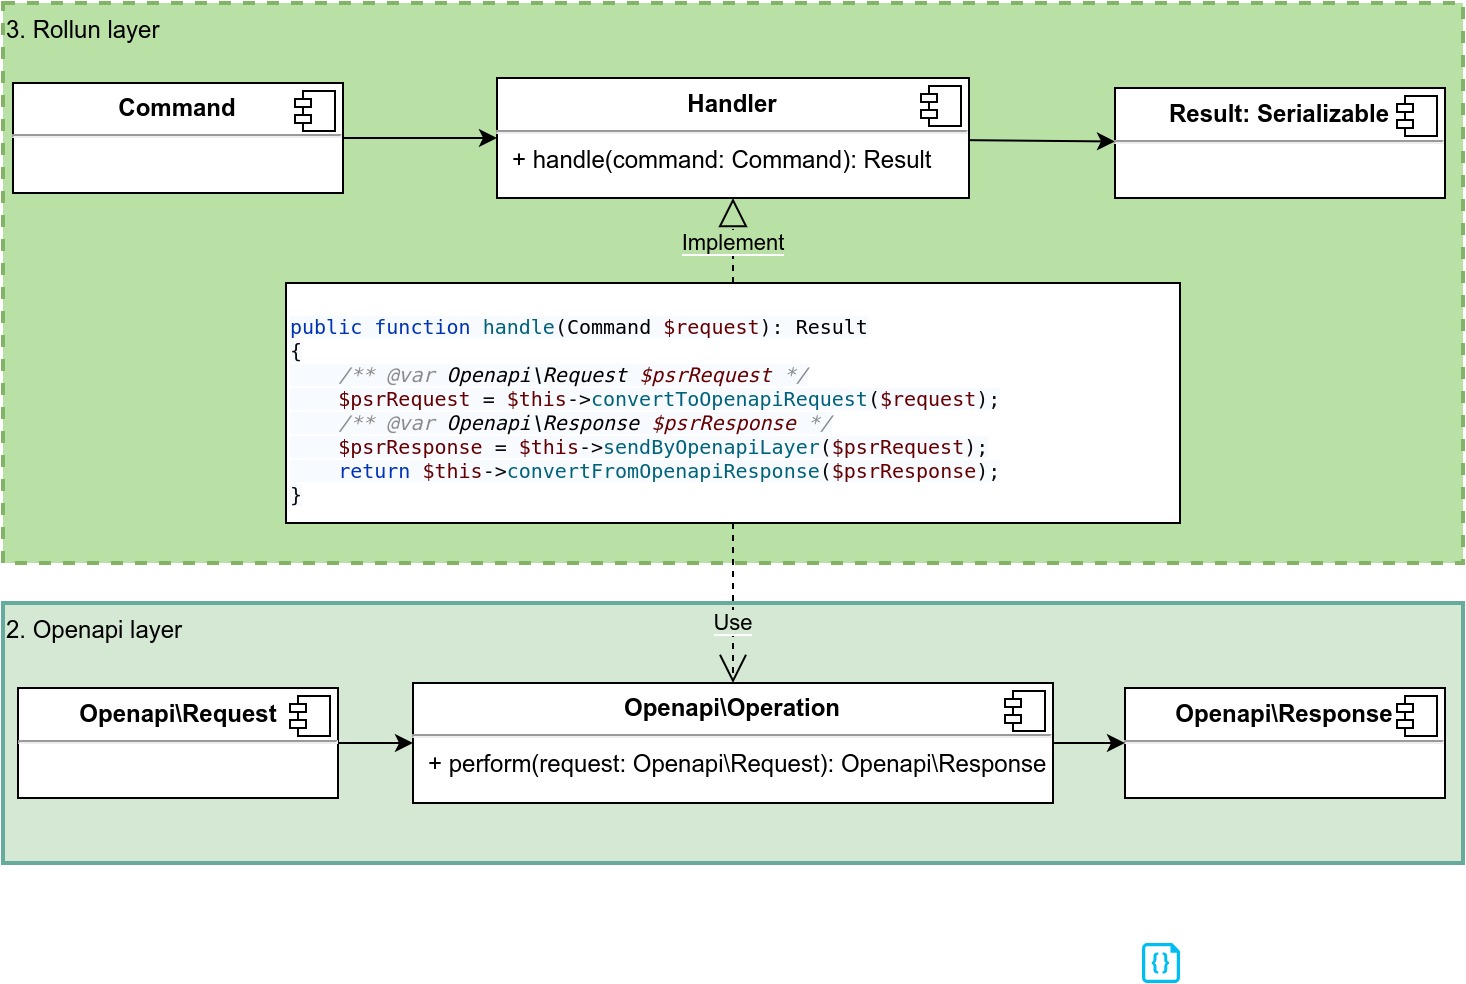 3. Rollun layer
Command
Handler
+ handle(command: Command): Result
Result: Serializable
Implement
public function handle(Command $request): Result
{
    /** @var Openapi\Request $psrRequest */
    $psrRequest = $this->convertToOpenapiRequest($request);
    /** @var Openapi\Response $psrResponse */
    $psrResponse = $this->sendByOpenapiLayer($psrRequest);
    return $this->convertFromOpenapiResponse($psrResponse);
}
Use
2. Openapi layer
Openapi\Request
Openapi\Operation
+ perform(request: Openapi\Request): Openapi\Response
Openapi\Response
{}